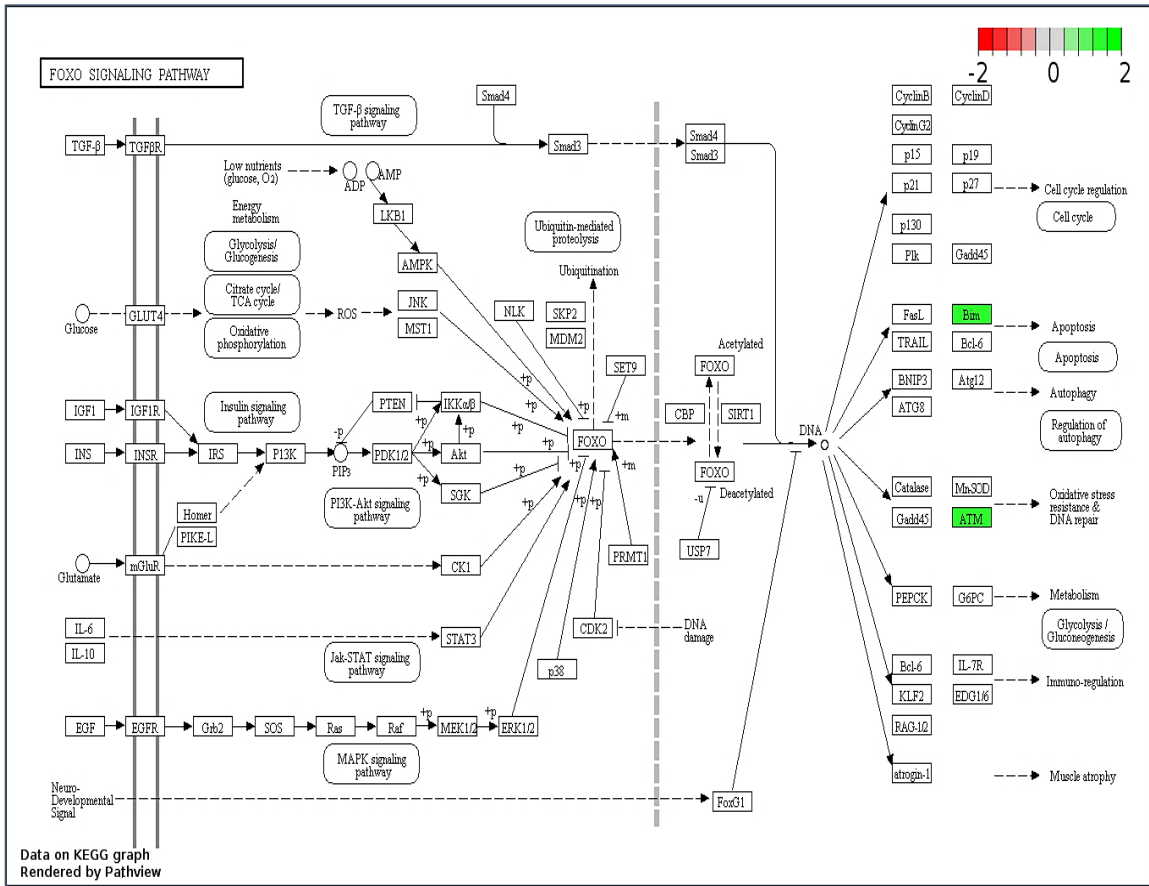 -2 0 2
FOXO SIGNALING PATHWAY
CyclinB CyclinD
Smad4
TGF-β signaling
pathway
CyclinG2
TGF-β TGFβR Smad3 Smad4
Smad3
p15 p19
Low nutrients
(glucose, O2)
ADP AMP
p21 p27 Cell cycle regulation
Cell cycle
LKB1
Energy
metabolism
Ubiquitin-mediated
proteolysis
p130
Glycolysis/
Glucogenesis
AMPK
Plk Gadd45
Ubiquitination
Citrate cycle/
TCA cycle
JNK
MST1
NLK SKP2
MDM2
Glucose GLUT4 ROS
Oxidative
phosphorylation
FasL Bim Apoptosis
TRAIL Bcl-6
Apoptosis
SET9
Acetylated
FOXO
+p
+p
+p
+m
BNIP3 Atg12 Autophagy
ATG8
Regulation of
autophagy
IGF1 IGF1R
Insulin signaling
pathway
PTEN IKKα/β
CBP SIRT1
-p +p +p +p
DNA
INS INSR IRS P13K PIP3 PDK1/2 Akt FOXO
+p +p +p
+m
FOXO
Deacetylated
-u
+p SGK +p +p +p
PI3K-Akt signaling
pathway
Catalase Mn-SOD
Oxidative stress
resistance &
DNA repair
Gadd45 ATM
Homer
PIKE-L
USP7
PRMT1
Glutamate mGluR CK1
PEPCK G6PC Metabolism
Glycolysis /
Gluconeogenesis
IL-6
IL-10
STAT3
CDK2
DNA
damage
Jak-STAT signaling
pathway
p38
Bcl-6 IL-7R
Immuno-regulation
KLF2 EDG1/6
EGF EGFR Grb2 SOS Ras Raf +p MEK1/2 +p ERK1/2
RAG-1/2
MAPK signaling
pathway
atrogin-1 Muscle atrophy
Neuro-
Developmental
Signal
FoxG1
Data on KEGG graph
Rendered by Pathview